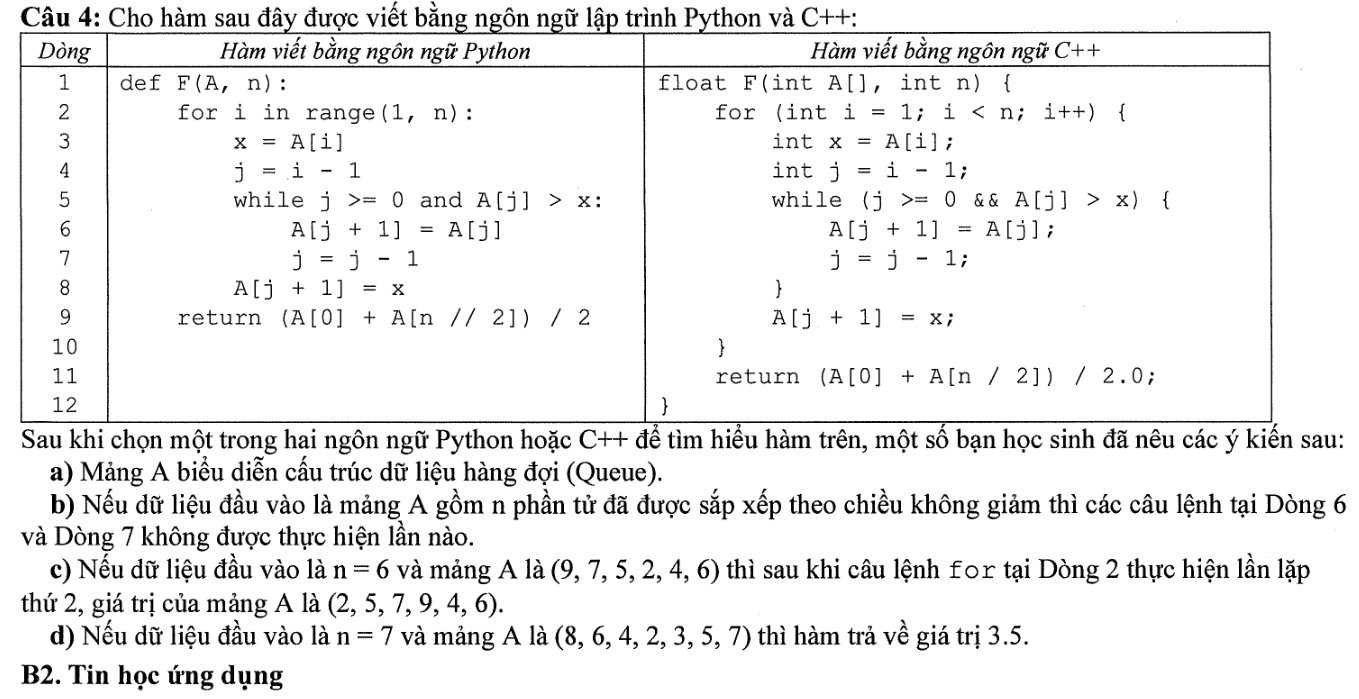 Câu 4: Cho hàm sau đây được viết bằng ngôn ngữ lập trình Python và C++:
Dòng Hàm viết bằng ngôn ngữ Python Hàm viết bằng ngôn ngữ C++
1 def F(A, n): float F(int A[], int n) {
2 for i in range(1, n): for (int i = 1; i < n; i++) {
3 x = A[i] int x = A[i];
4 j = i - 1 int j = i - 1;
5 while j >= 0 and A[j] > x: while (j >= 0 && A[j] > x) {
6 A[j + 1] = A[j] A[j + 1] = A[j];
7 j = j - 1 j = j - 1;
8 A[j + 1] = x }
9 return (A[0] + A[n // 2]) / 2 A[j + 1] = x;
10 }
11 return (A[0] + A[n / 2]) / 2.0;
12 }
Sau khi chọn một trong hai ngôn ngữ Python hoặc C++ để tìm hiểu hàm trên, một số bạn học sinh đã nêu các ý kiến sau:
a) Mảng A biểu diễn cấu trúc dữ liệu hàng đợi (Queue).
b) Nếu dữ liệu đầu vào là mảng A gồm n phần tử đã được sắp xếp theo chiều không giảm thì các câu lệnh tại Dòng 6
và Dòng 7 không được thực hiện lần nào.
c) Nếu dữ liệu đầu vào là n = 6 và mảng A là (9, 7, 5, 2, 4, 6) thì sau khi câu lệnh for tại Dòng 2 thực hiện lần lặp
thứ 2, giá trị của mảng A là (2, 5, 7, 9, 4, 6).
d) Nếu dữ liệu đầu vào là n = 7 và mảng A là (8, 6, 4, 2, 3, 5, 7) thì hàm trả về giá trị 3.5.
B2. Tin học ứng dụng